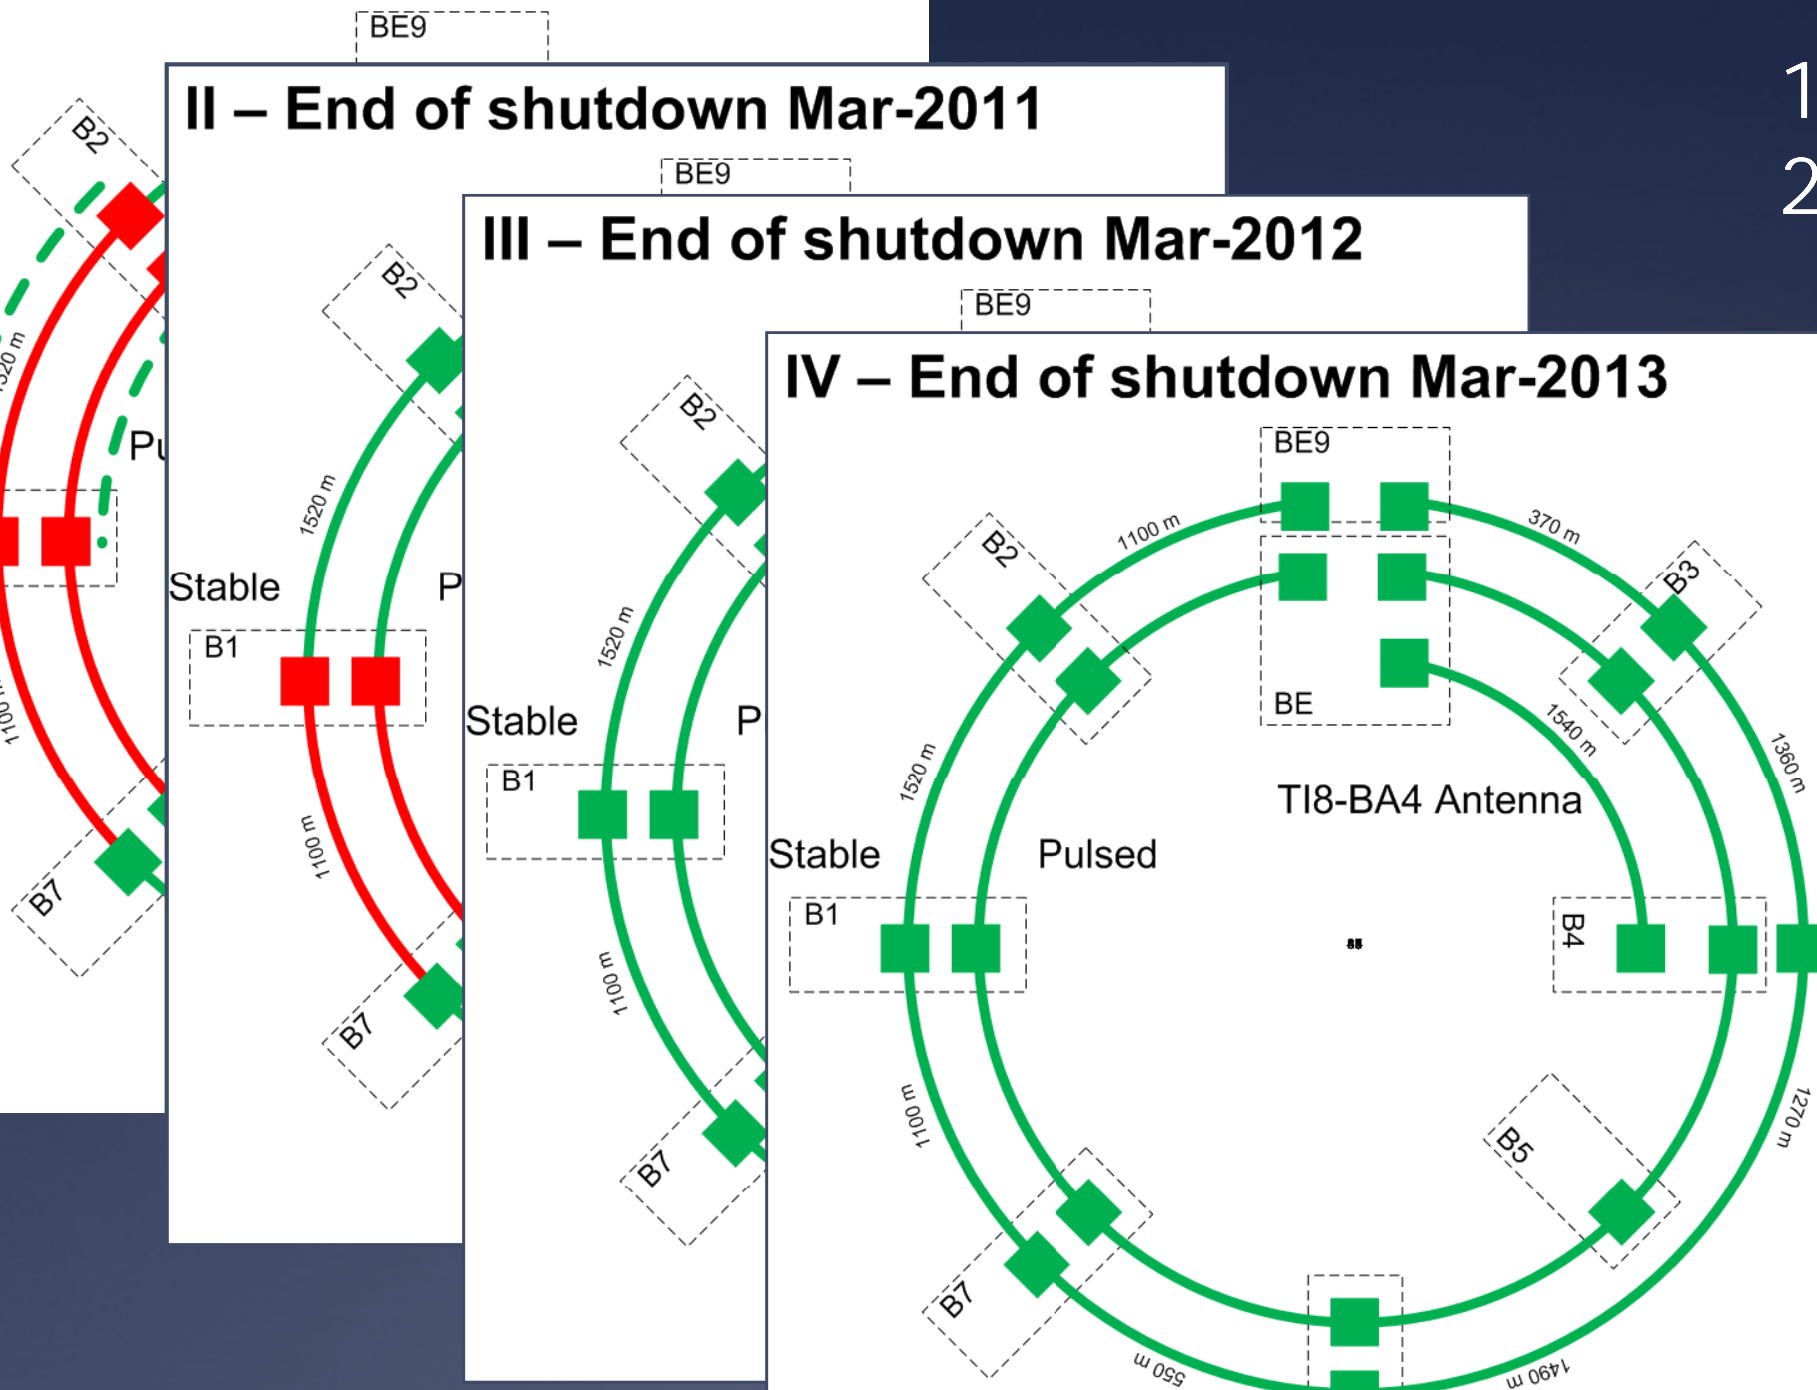 BE9
B2
1100
Pu
B7
II – End of shutdown Mar-2011
BE9
B2
1520 m
Stable
P
B1
1100 m
B7
III – End of shutdown Mar-2012
BE9
B2
1520 m
Stable
P
B1
1100 m
B7
IV – End of shutdown Mar-2013
BE9
1100 m
370 m
B2
B3
BE
1540 m
1520 m
1360 m
TI8-BA4 Antenna
Stable
Pulsed
B1
B4
1100 m
1270 m
B5
B7
550 m
1490 m
1
2